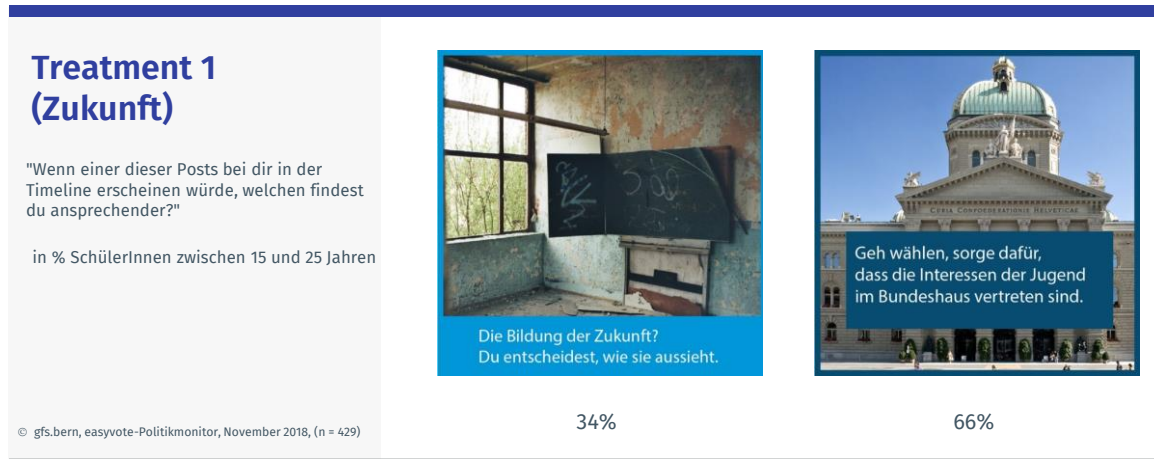 Treatment 1
(Zukunft)
"Wenn einer dieser Posts bei dir in der
Timeline erscheinen würde, welchen findest
du ansprechender?"
in % SchülerInnen zwischen 15 und 25 Jahren
© gfs.bern, easyvote-Politikmonitor, November 2018, (n = 429)
Die Bildung der Zukunft?
Du entscheidest, wie sie aussieht.
34%
CVRIA CONFOEDERATIONIS HELVETICAE
Geh wählen, sorge dafür,
dass die Interessen der Jugend
im Bundeshaus vertreten sind.
66%